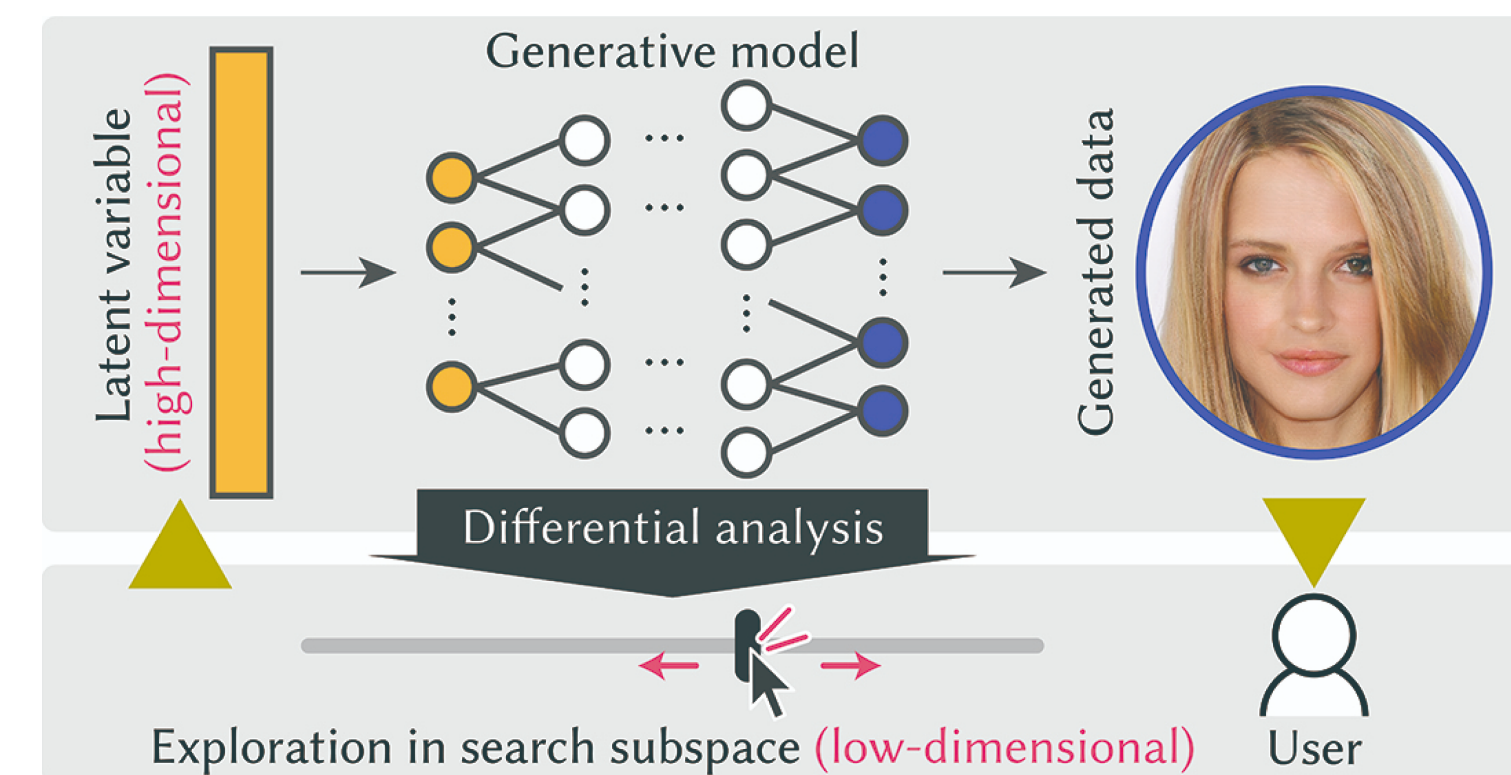 Generative model
Latent variable
(high-dimensional)
Generated data
Differential analysis
Exploration in search subspace (low-dimensional)
User